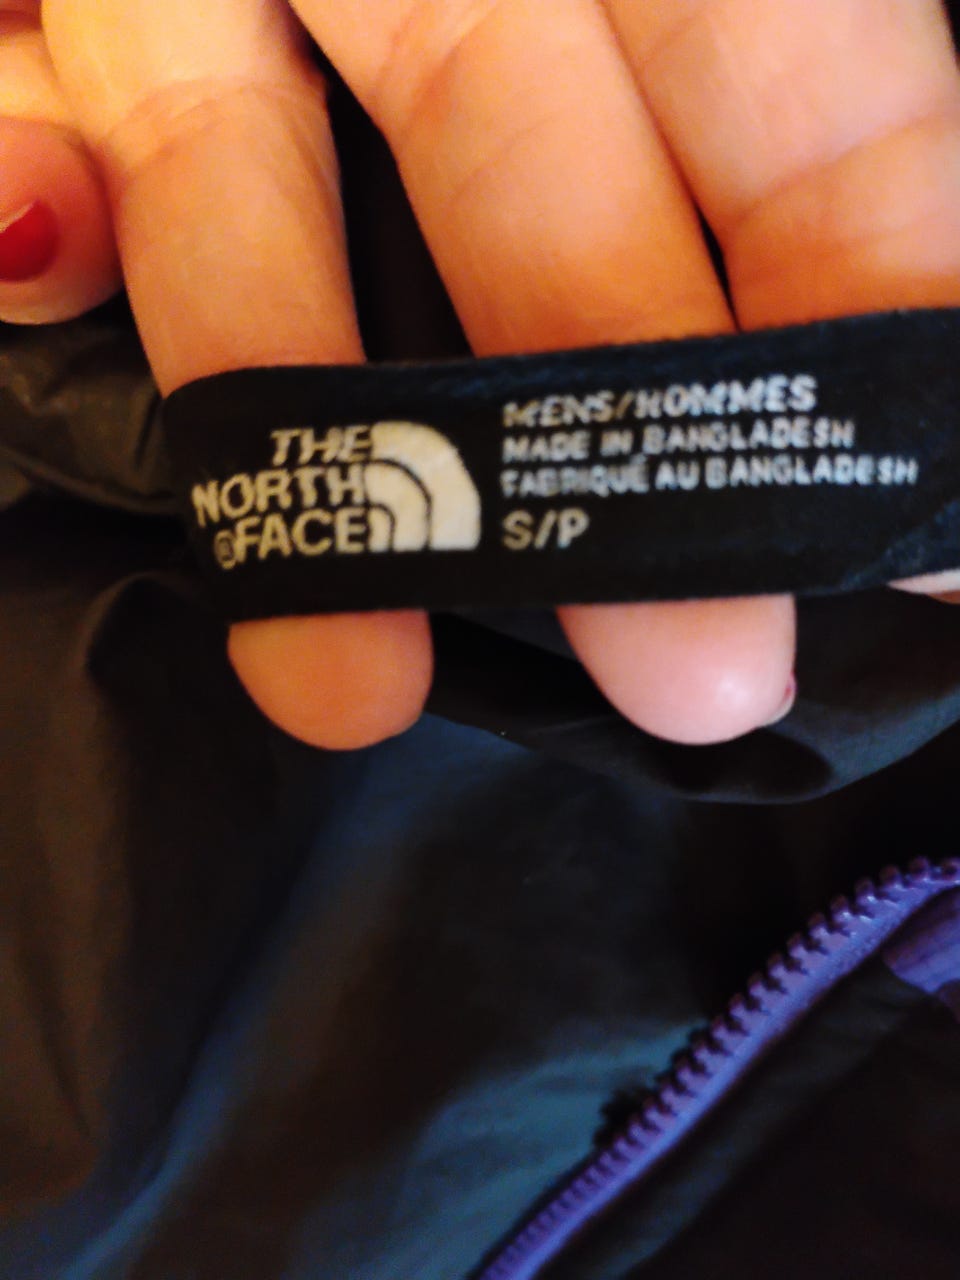 THE
NORTH
®FACE
MENS/HOMMES
MADE IN BANGLADESH
FABRIQUÉ AU BANGLADESH
S/P